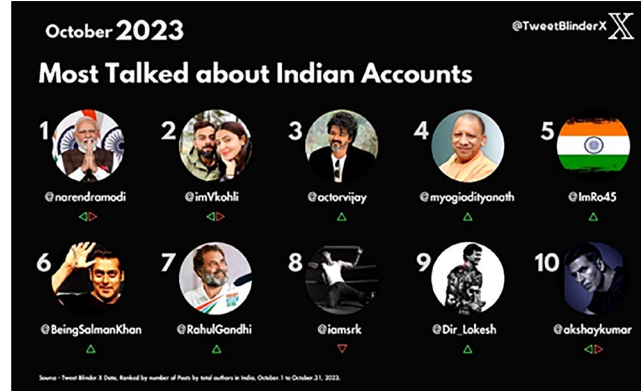 October 2023
@TweetBlinderX
Most Talked about Indian Accounts
1
2
3
4
5
@narendramodi
@imVkohli
@actorvijay
@myogiadityanath
@ImRo45
6
7
8
9
10
@BeingSalmanKhan
@RahulGandhi
@iamsrk
@Dir_Lokesh
@akshaykumar
Source - Tweet Blinder X Data, Ranked by number of Posts by total authors in India, October.1 to October.31, 2023.